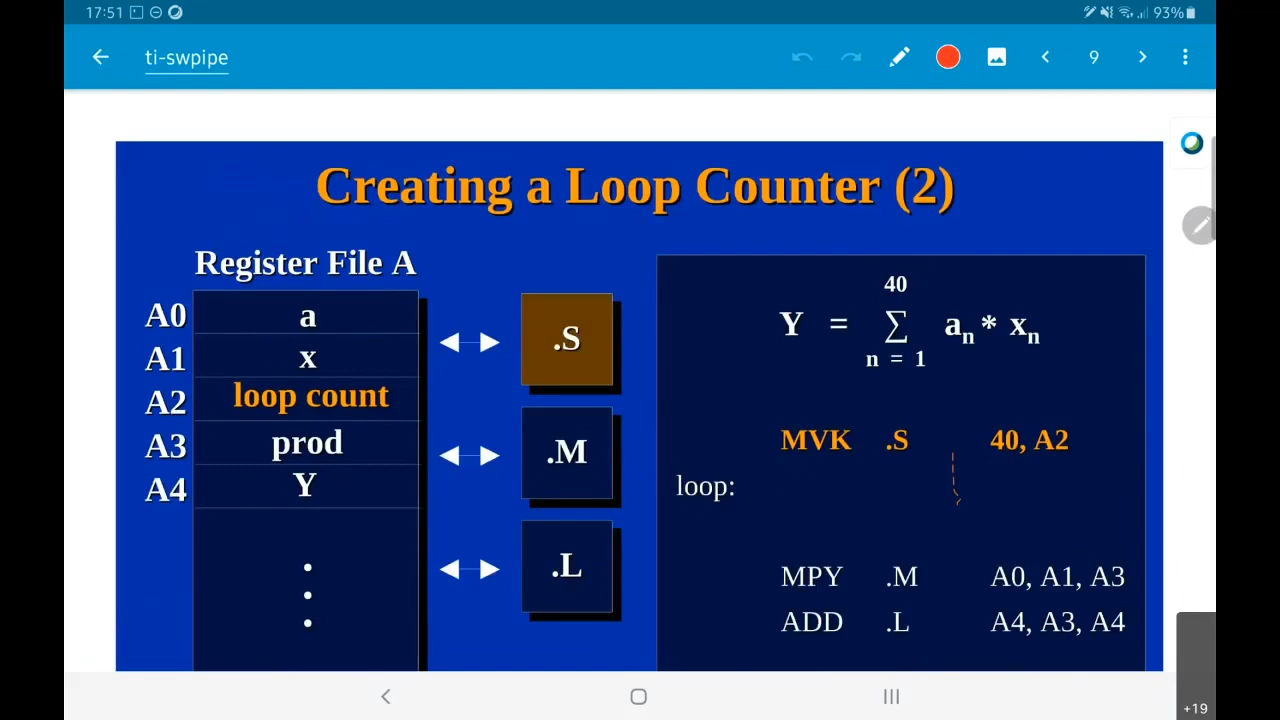 17:51
93%
ti-swpipe
9
Creating a Loop Counter (2)
Register File A
A0 a
A1 x
A2 loop count
A3 prod
A4 Y
.S
.M
.L
40
Y = ∑ an * xn
n = 1
MVK .S 40, A2
loop:
MPY .M A0, A1, A3
ADD .L A4, A3, A4
+19